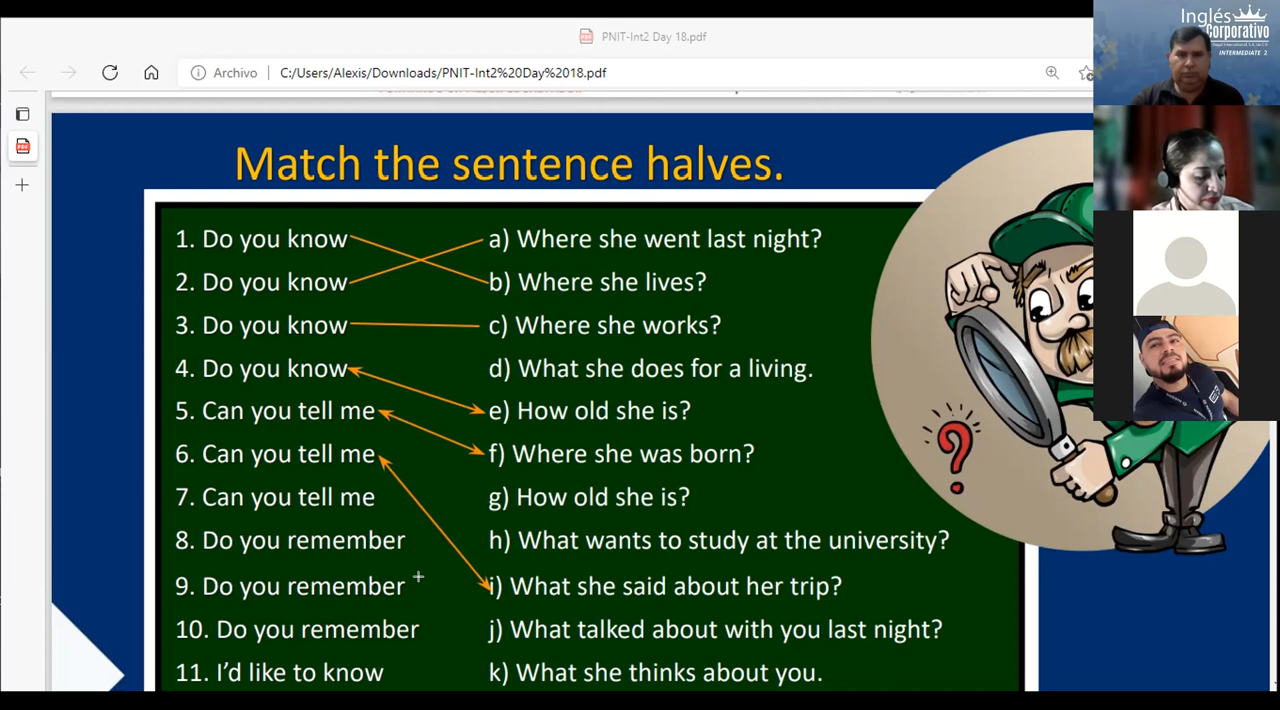 PNIT-Int2 Day 18.pdf
Archivo
C:/Users/Alexis/Downloads/PNIT-Int2%20Day%2018.pdf
Inglés
Corporativo
INTERMEDIATE 2
Match the sentence halves.
1. Do you know a) Where she went last night?
2. Do you know b) Where she lives?
3. Do you know c) Where she works?
4. Do you know d) What she does for a living.
5. Can you tell me e) How old she is?
6. Can you tell me f) Where she was born?
7. Can you tell me g) How old she is?
8. Do you remember h) What wants to study at the university?
9. Do you remember i) What she said about her trip?
10. Do you remember j) What talked about with you last night?
11. I'd like to know k) What she thinks about you.
?